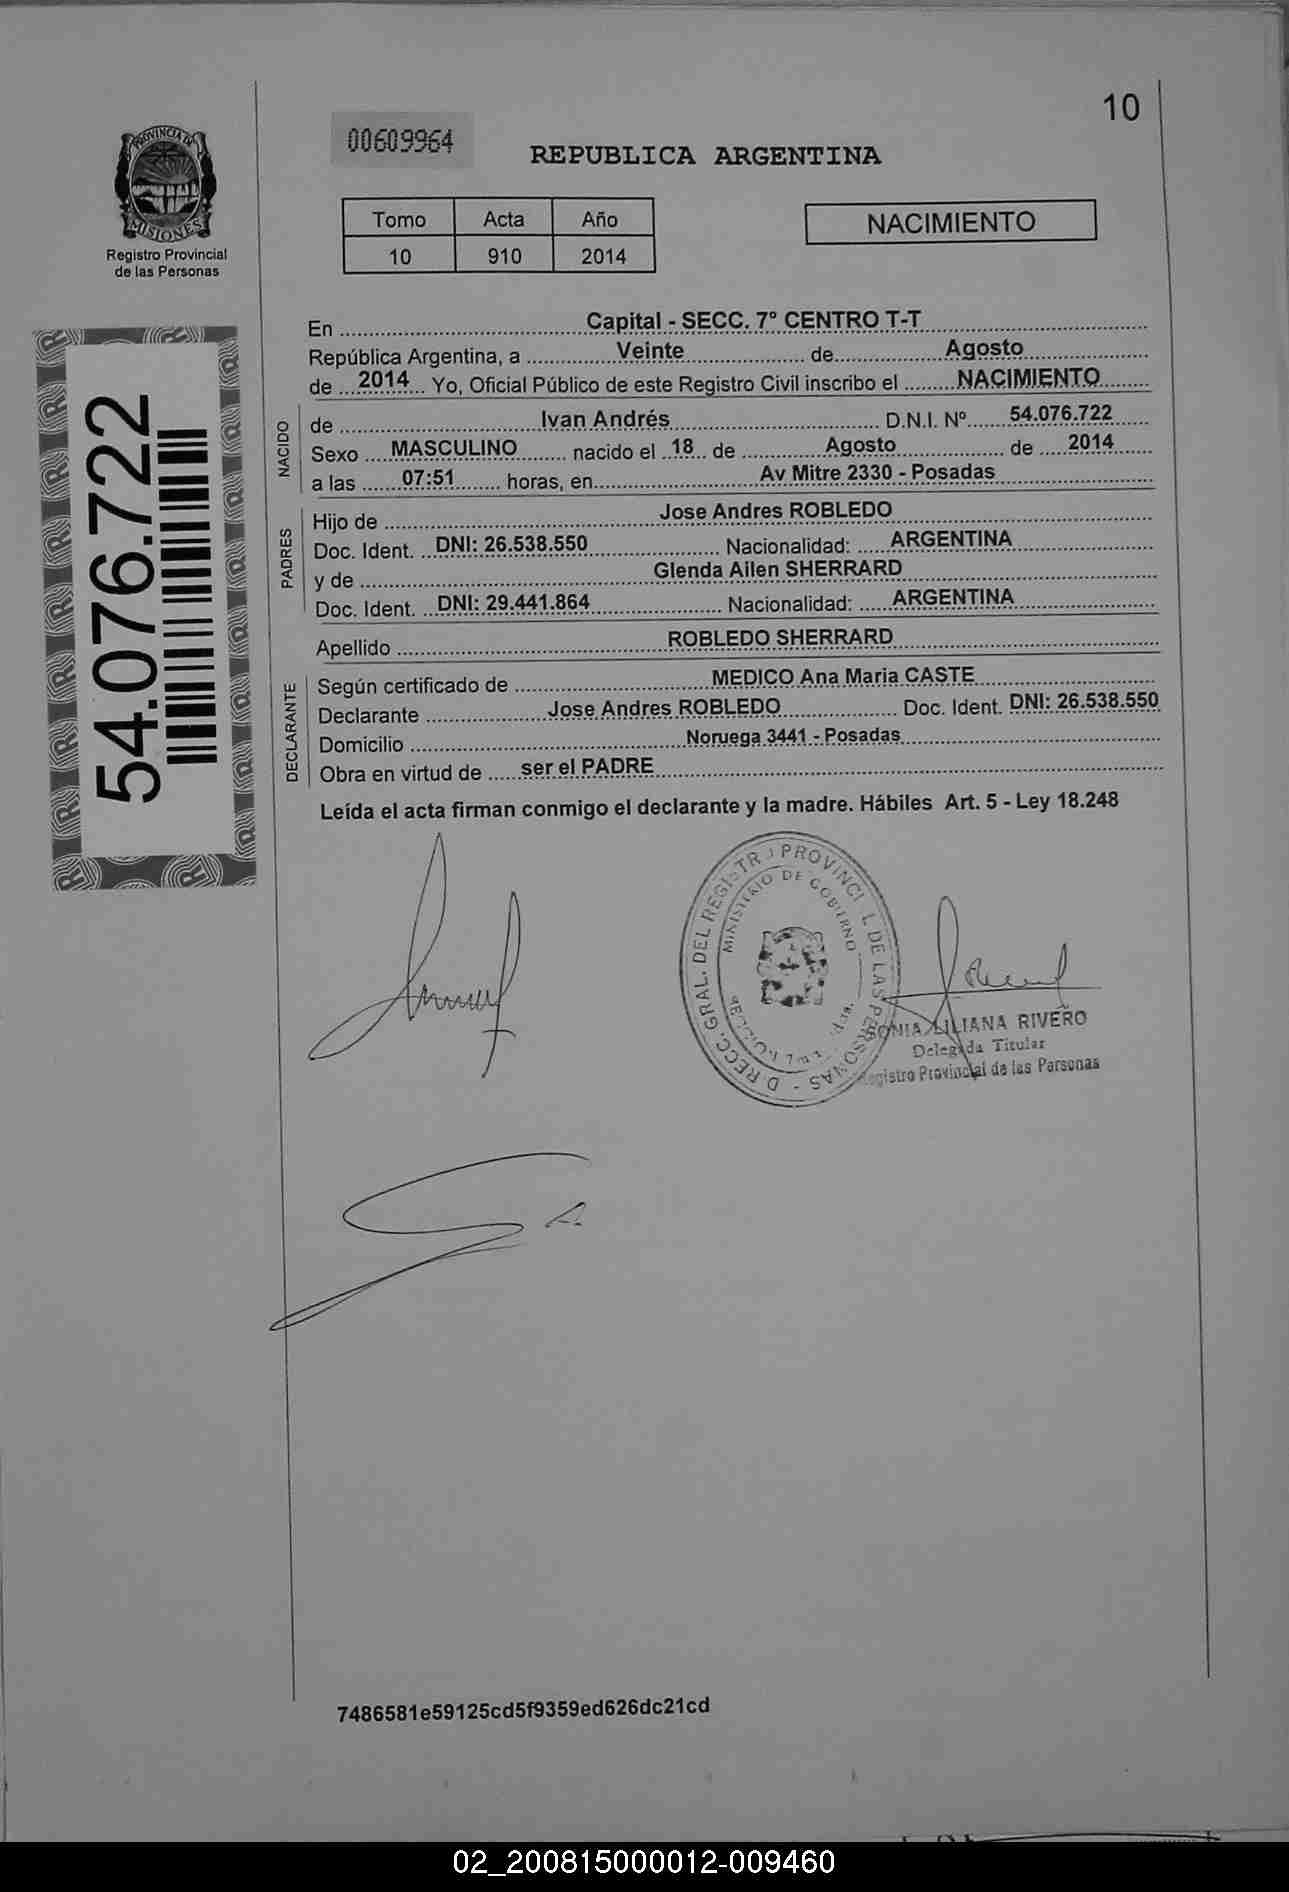 10
00609964
REPUBLICA ARGENTINA
PROVINCIA DE
MISIONES
Registro Provincial
de las Personas
Tomo Acta Año
10 910 2014
NACIMIENTO
En Capital - SECC. 7° CENTRO T-T
República Argentina, a Veinte de Agosto
de 2014 Yo, Oficial Público de este Registro Civil inscribo el NACIMIENTO
NACIDO
de Ivan Andrés D.N.I. Nº 54.076.722
Sexo MASCULINO nacido el 18 de Agosto de 2014
a las 07:51 horas, en Av Mitre 2330 - Posadas
PADRES
Hijo de Jose Andres ROBLEDO
Doc. Ident. DNI: 26.538.550 Nacionalidad: ARGENTINA
y de Glenda Ailen SHERRARD
Doc. Ident. DNI: 29.441.864 Nacionalidad: ARGENTINA
Apellido ROBLEDO SHERRARD
DECLARANTE
Según certificado de MEDICO Ana Maria CASTE
Declarante Jose Andres ROBLEDO Doc. Ident. DNI: 26.538.550
Domicilio Noruega 3441 - Posadas
Obra en virtud de ser el PADRE
Leída el acta firman conmigo el declarante y la madre. Hábiles Art. 5 - Ley 18.248
54.076.722
MINISTERIO DE GOBIERNO
SONIA LILIANA RIVERO
Delegada Titular
Registro Provincial de las Personas
7486581e59125cd5f9359ed626dc21cd
02_200815000012-009460